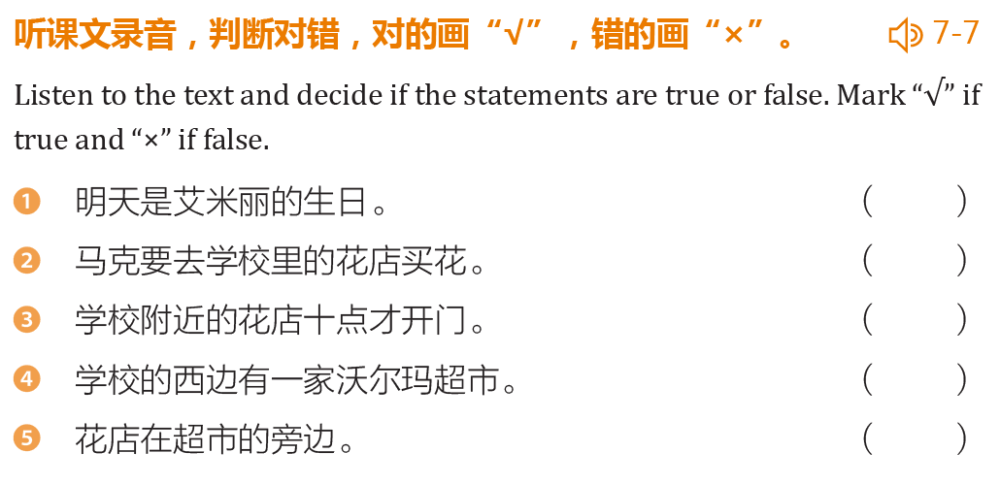 听课文录音，判断对错，对的画“√”，错的画“×”。 7-7
Listen to the text and decide if the statements are true or false. Mark “√” if
true and “×” if false.
1 明天是艾米丽的生日。 ( )
2 马克要去学校里的花店买花。 ( )
3 学校附近的花店十点才开门。 ( )
4 学校的西边有一家沃尔玛超市。 ( )
5 花店在超市的旁边。 ( )